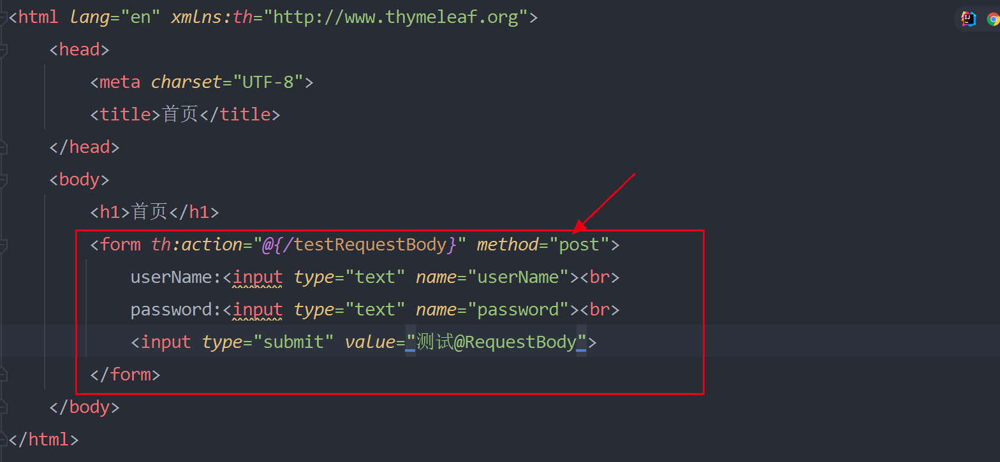 <html lang="en" xmlns:th="http://www.thymeleaf.org">
<head>
<meta charset="UTF-8">
<title>首页</title>
</head>
<body>
<h1>首页</h1>
<form th:action="@{/testRequestBody}" method="post">
userName:<input type="text" name="userName"><br>
password:<input type="text" name="password"><br>
<input type="submit" value="测试@RequestBody">
</form>
</body>
</html>